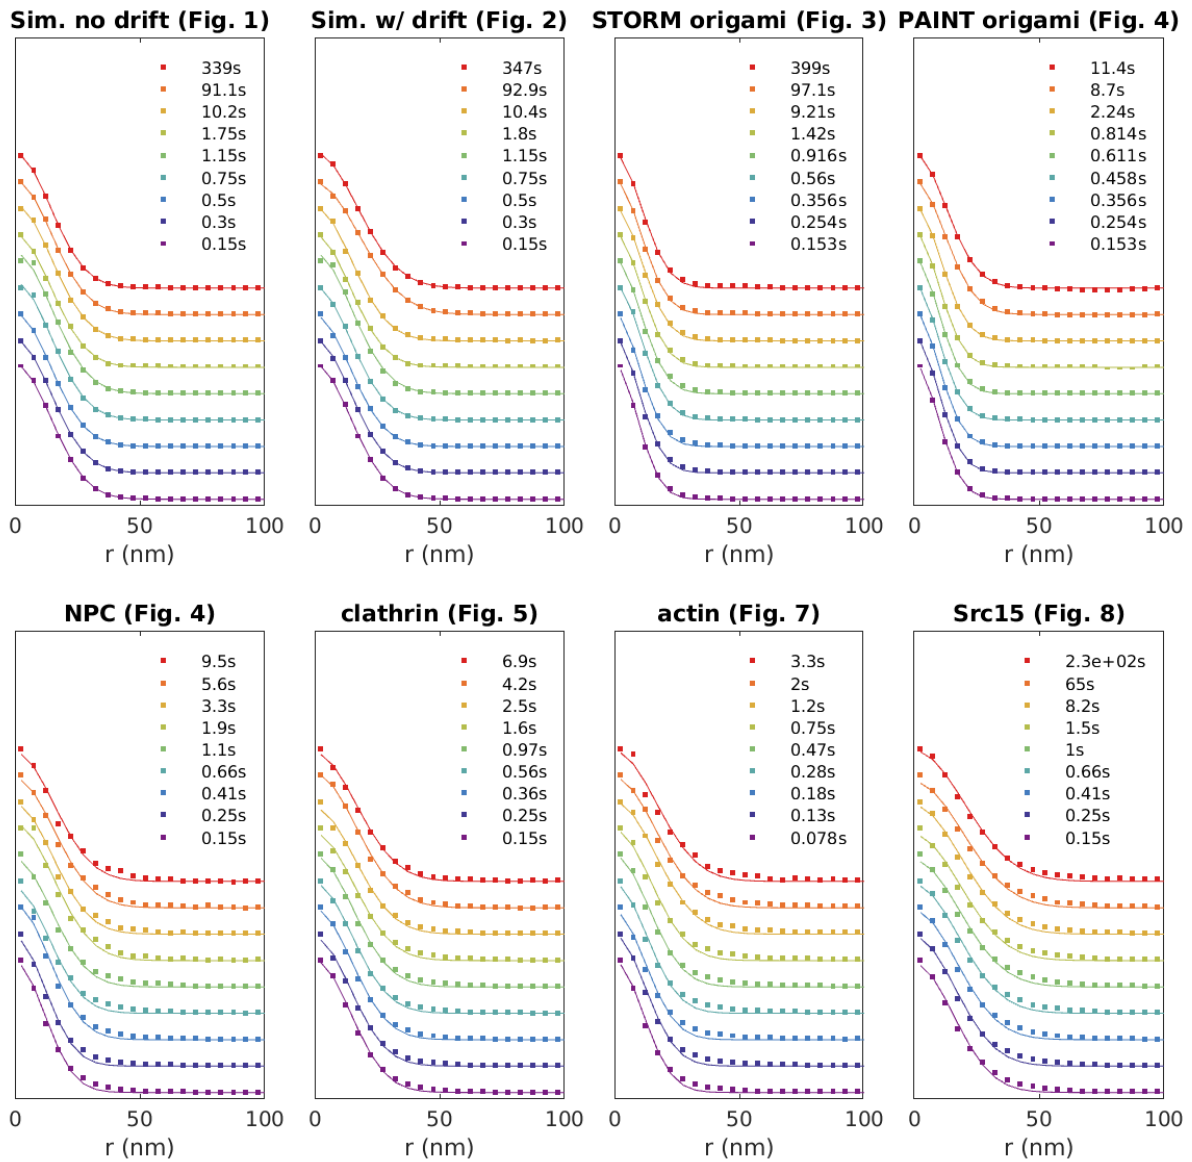 Sim. no drift (Fig. 1)
339s
91.1s
10.2s
1.75s
1.15s
0.75s
0.5s
0.3s
0.15s
0 50 100
r (nm)
Sim. w/ drift (Fig. 2)
347s
92.9s
10.4s
1.8s
1.15s
0.75s
0.5s
0.3s
0.15s
0 50 100
r (nm)
STORM origami (Fig. 3)
399s
97.1s
9.21s
1.42s
0.916s
0.56s
0.356s
0.254s
0.153s
0 50 100
r (nm)
PAINT origami (Fig. 4)
11.4s
8.7s
2.24s
0.814s
0.611s
0.458s
0.356s
0.254s
0.153s
0 50 100
r (nm)
NPC (Fig. 4)
9.5s
5.6s
3.3s
1.9s
1.1s
0.66s
0.41s
0.25s
0.15s
0 50 100
r (nm)
clathrin (Fig. 5)
6.9s
4.2s
2.5s
1.6s
0.97s
0.56s
0.36s
0.25s
0.15s
0 50 100
r (nm)
actin (Fig. 7)
3.3s
2s
1.2s
0.75s
0.47s
0.28s
0.18s
0.13s
0.078s
0 50 100
r (nm)
Src15 (Fig. 8)
2.3e+02s
65s
8.2s
1.5s
1s
0.66s
0.41s
0.25s
0.15s
0 50 100
r (nm)